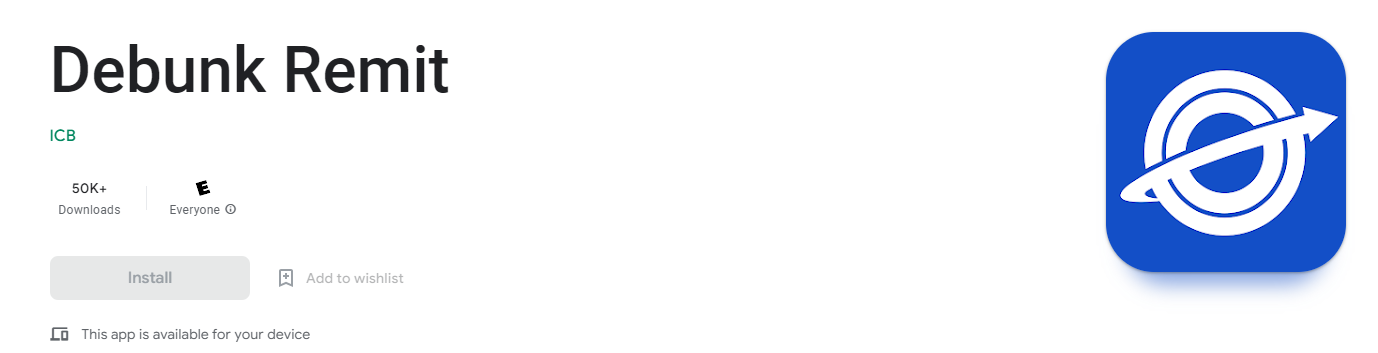 Debunk Remit
ICB
50K+
Downloads
E
Everyone
Install
Add to wishlist
This app is available for your device